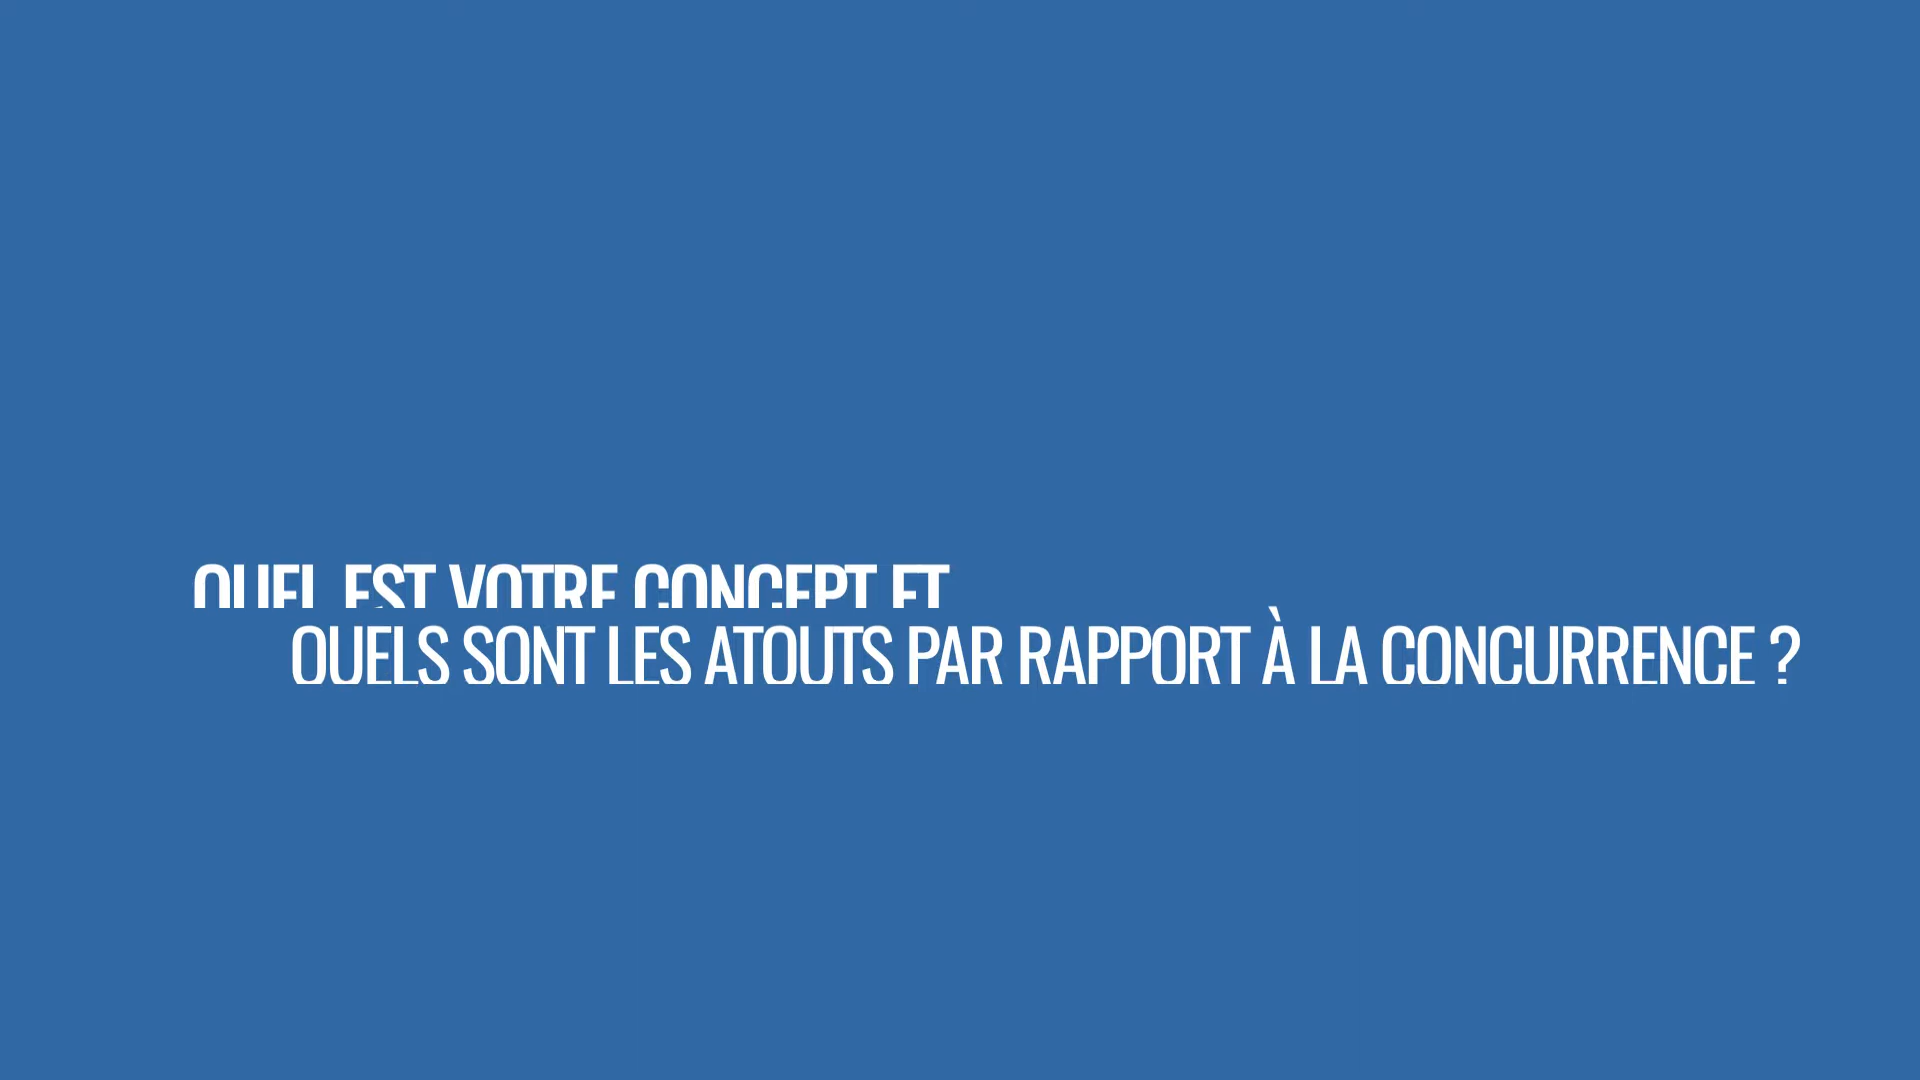 QUEL EST VOTRE CONCEPT ET
QUELS SONT LES ATOUTS PAR RAPPORT À LA CONCURRENCE ?